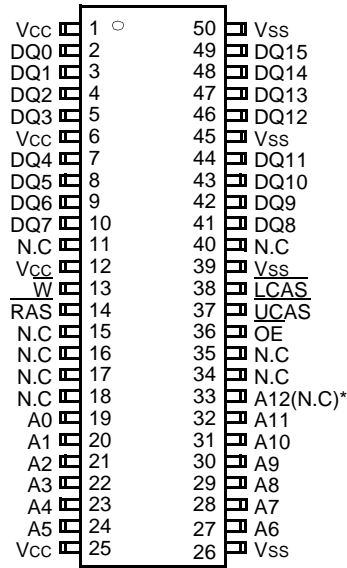 Vcc 1 50 Vss
DQ0 2 49 DQ15
DQ1 3 48 DQ14
DQ2 4 47 DQ13
DQ3 5 46 DQ12
Vcc 6 45 Vss
DQ4 7 44 DQ11
DQ5 8 43 DQ10
DQ6 9 42 DQ9
DQ7 10 41 DQ8
N.C 11 40 N.C
Vcc 12 39 Vss
W 13 38 LCAS
RAS 14 37 UCAS
N.C 15 36 OE
N.C 16 35 N.C
N.C 17 34 N.C
N.C 18 33 A12(N.C)*
A0 19 32 A11
A1 20 31 A10
A2 21 30 A9
A3 22 29 A8
A4 23 28 A7
A5 24 27 A6
Vcc 25 26 Vss